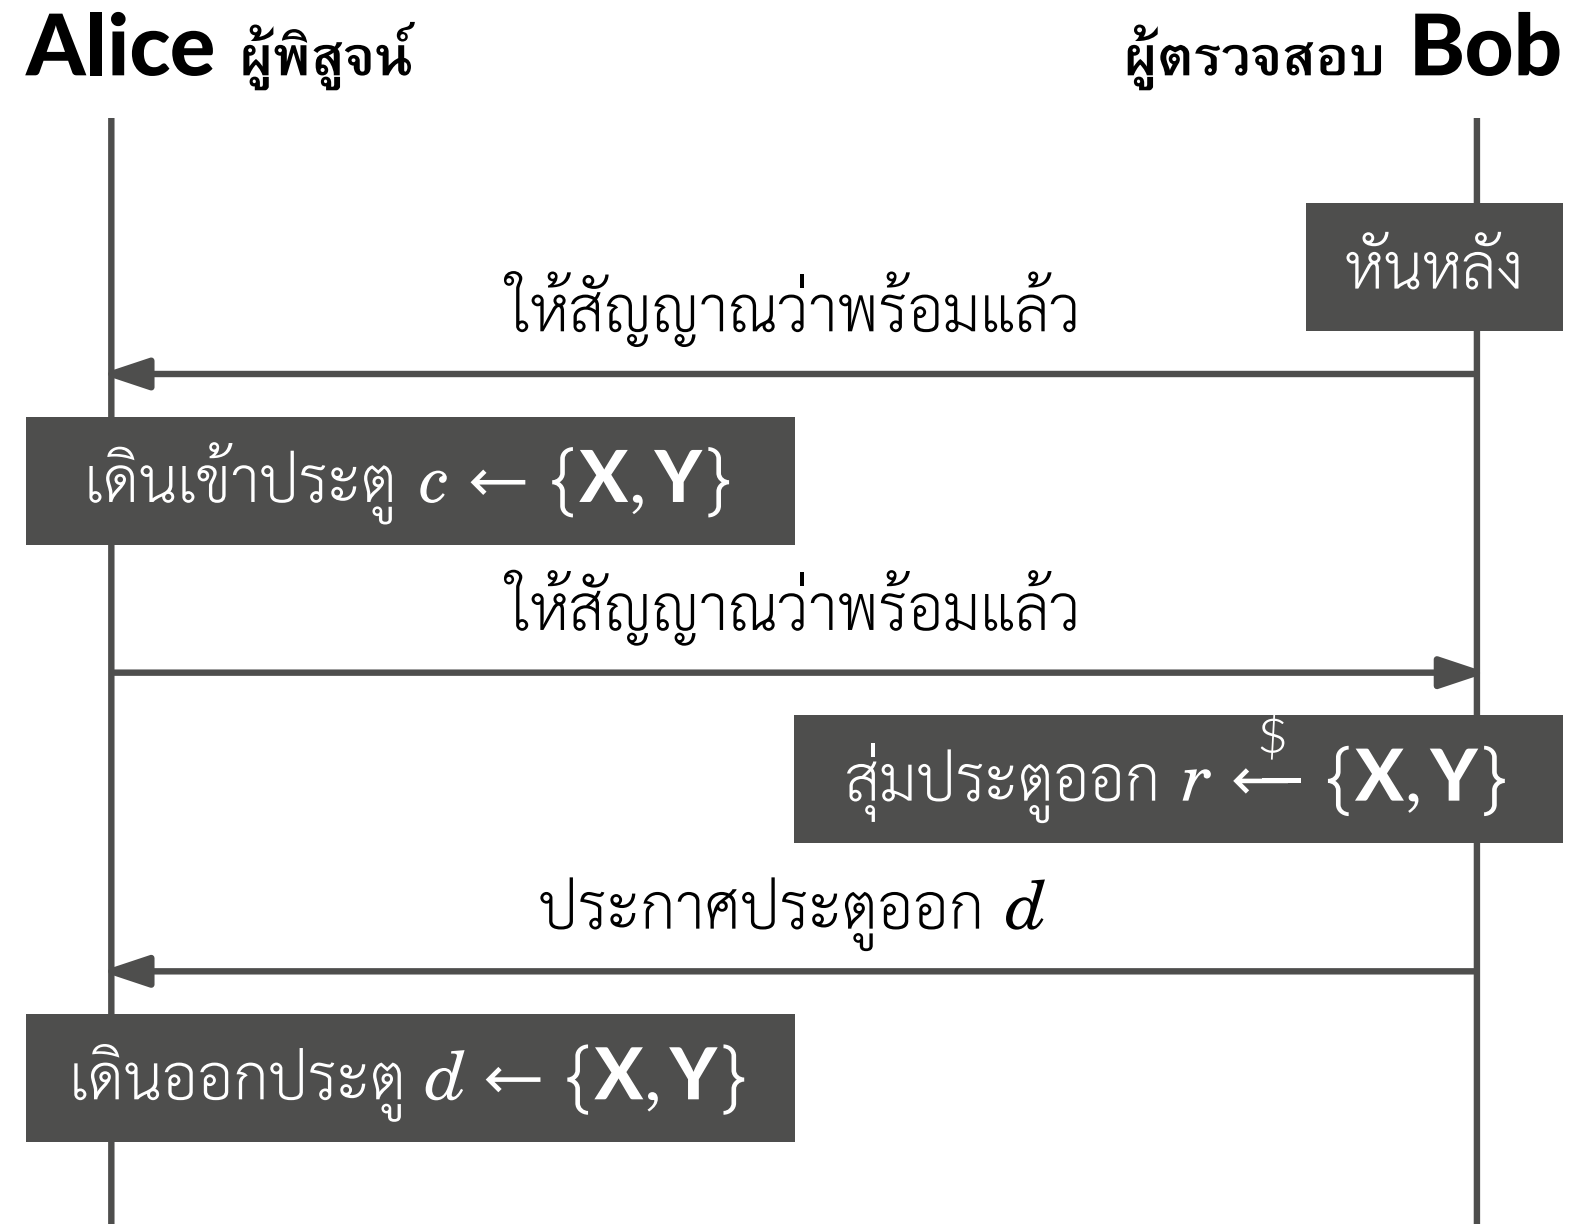 Alice ผู้พิสูจน์
ผู้ตรวจสอบ Bob
หันหลัง
ให้สัญญาณว่าพร้อมแล้ว
เดินเข้าประตู c ← {X, Y}
ให้สัญญาณว่าพร้อมแล้ว
สุ่มประตูออก r ←$ {X, Y}
ประกาศประตูออก d
เดินออกประตู d ← {X, Y}